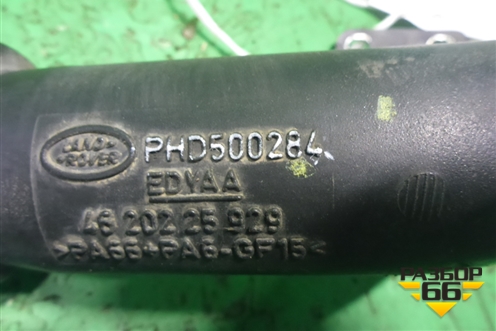 LAND
ROVER
PHD500284
EDYAA
46 202 25 929
>PA66+PA6-GF15<
РАЗБОР
66